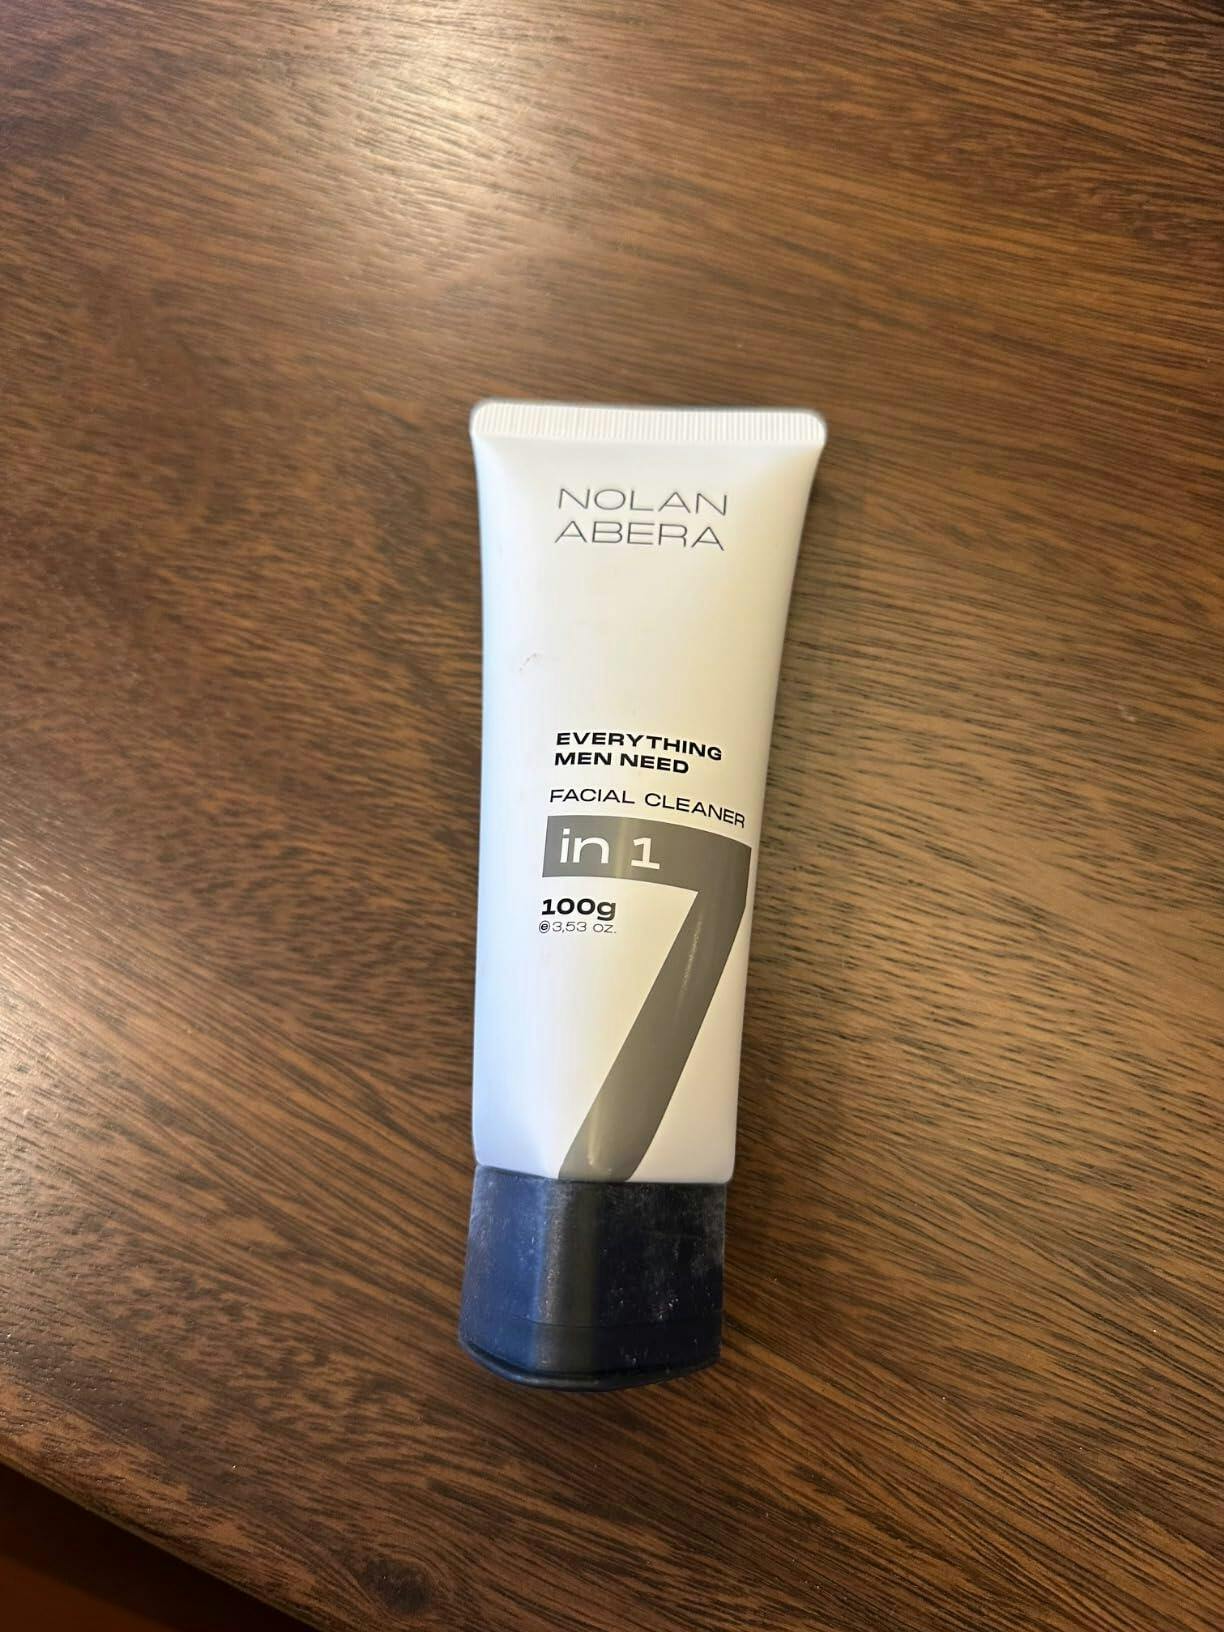 NOLAN
ABERA
EVERYTHING
MEN NEED
FACIAL CLEANER
7 in 1
100g
℮3,53 OZ.